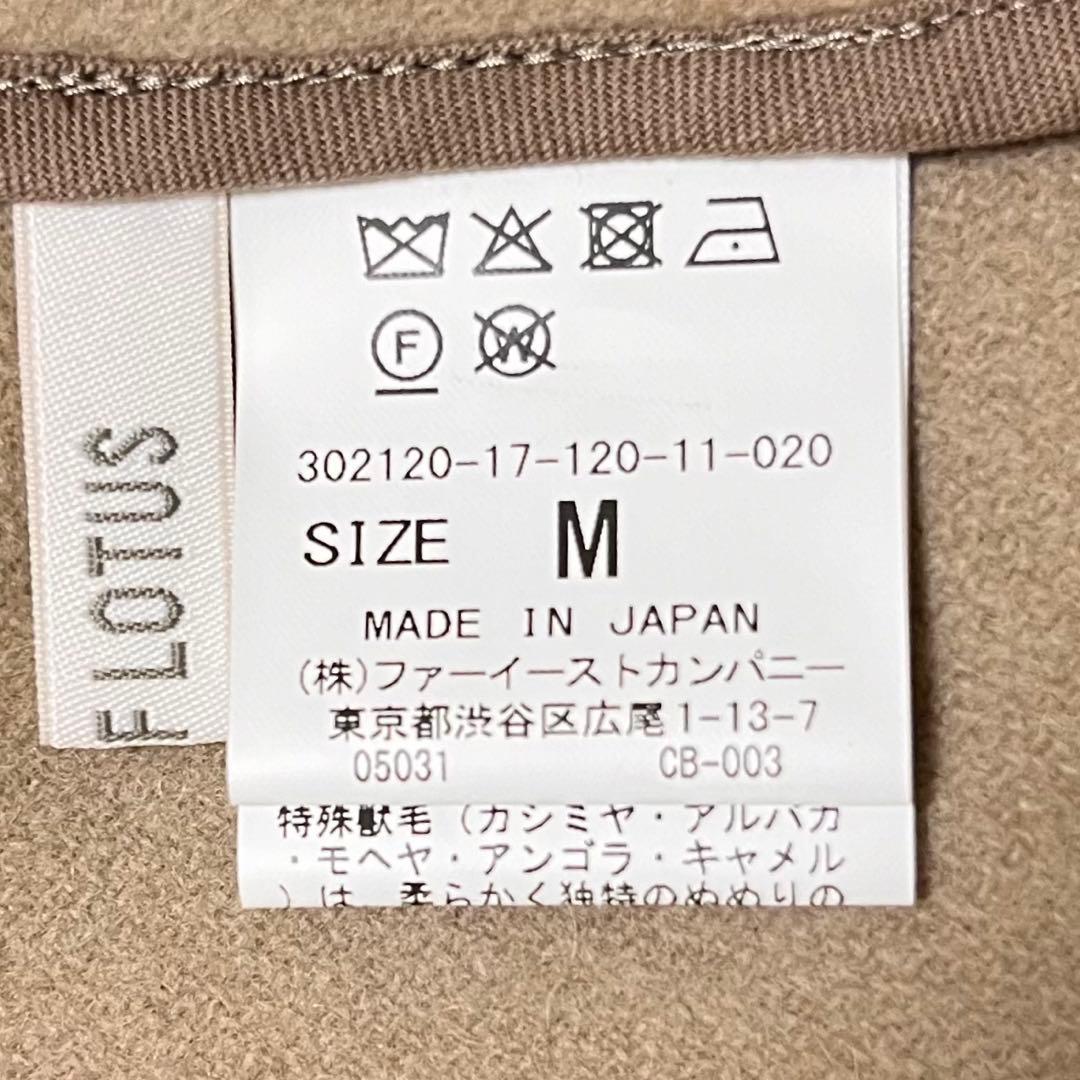 F LOTUS
F
W
302120-17-120-11-020
SIZE M
MADE IN JAPAN
(株)ファーイーストカンパニー
東京都渋谷区広尾1-13-7
05031 CB-003
特殊獣毛(カシミヤ・アルパカ
・モヘヤ・アンゴラ・キャメル
)は、柔らかく独特のぬめりの